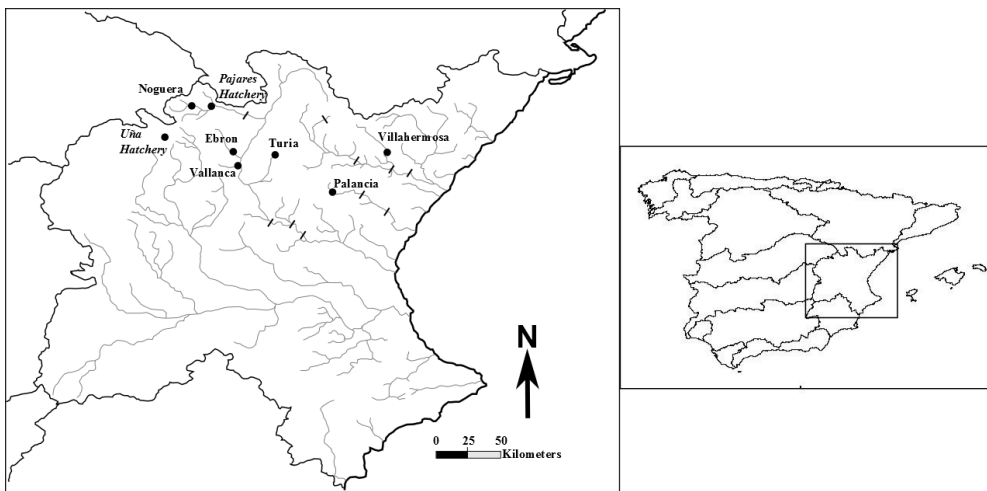 Noguera
Pajares
Hatchery
Uña
Hatchery
Ebron
Turia
Villahermosa
Vallanca
Palancia
N
0 25 50
Kilometers